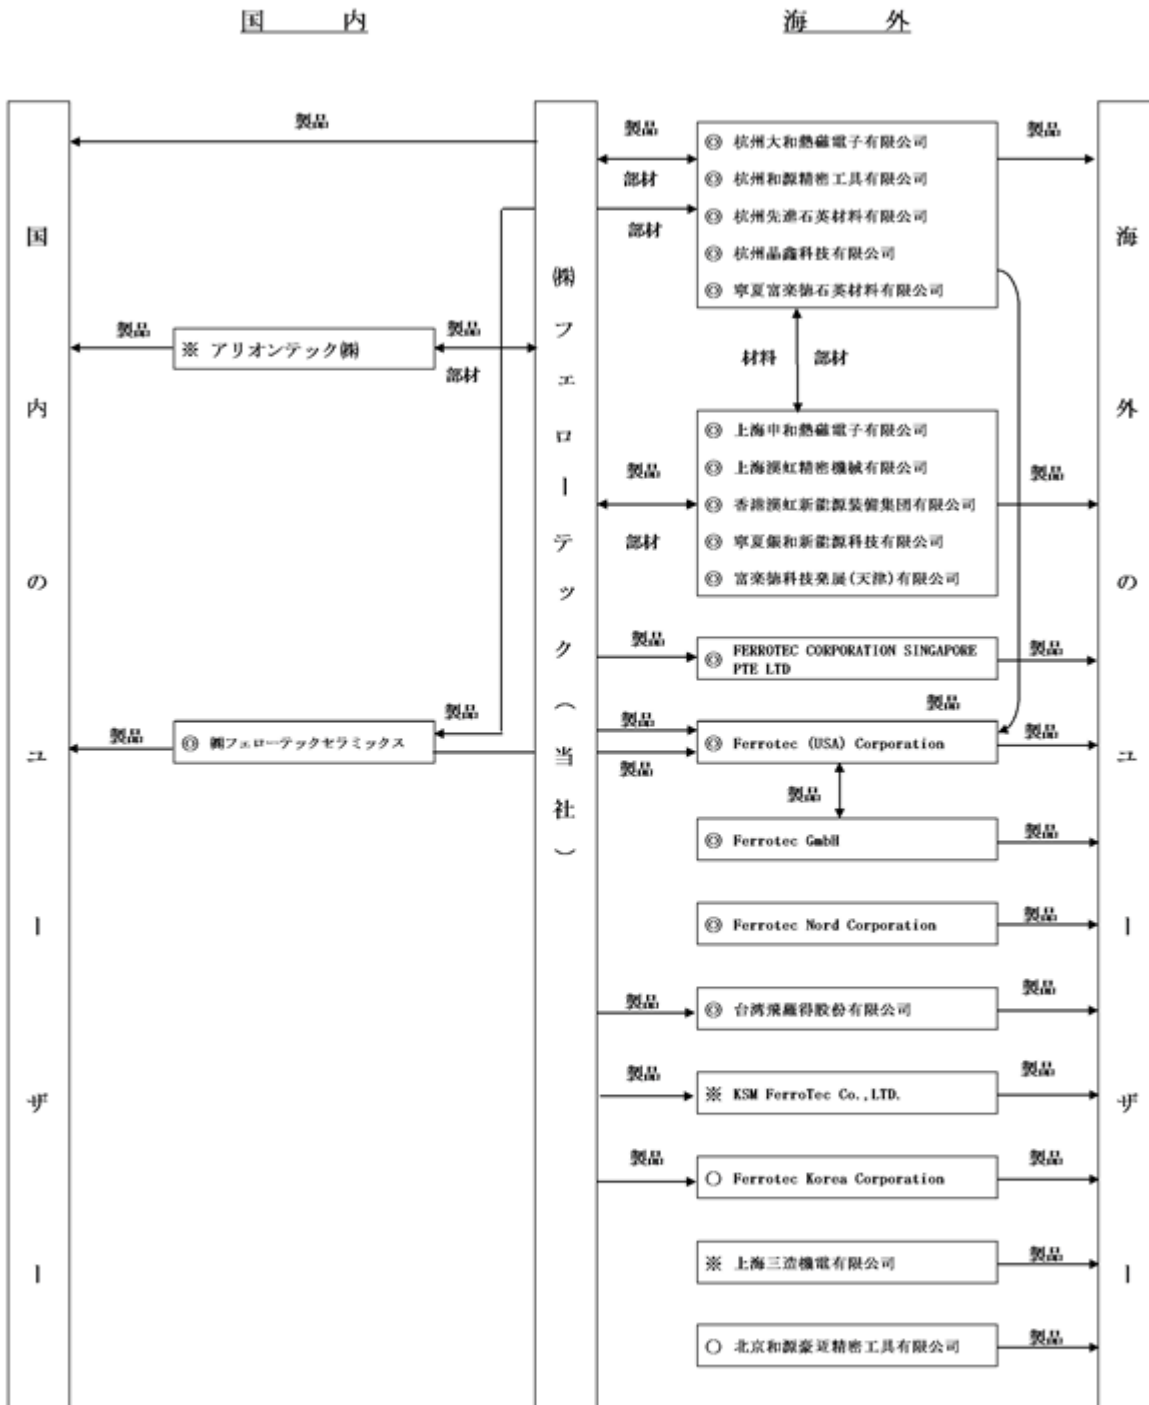 国　内
海　外
国内のユーザー
㈱フェローテック（当社）
海外のユーザー
製品
製品
部材
部材
◎ 杭州大和熱磁電子有限公司
◎ 杭州和源精密工具有限公司
◎ 杭州先進石英材料有限公司
◎ 杭州晶鑫科技有限公司
◎ 寧夏富楽徳石英材料有限公司
製品
製品
※ アリオンテック㈱
製品
部材
材料
部材
製品
部材
◎ 上海申和熱磁電子有限公司
◎ 上海漢虹精密機械有限公司
◎ 香港漢虹新能源装備集団有限公司
◎ 寧夏銀和新能源科技有限公司
◎ 富楽徳科技発展(天津)有限公司
製品
製品
◎ FERROTEC CORPORATION SINGAPORE
PTE LTD
製品
製品
製品
◎ ㈱フェローテックセラミックス
製品
製品
製品
◎ Ferrotec (USA) Corporation
製品
製品
◎ Ferrotec GmbH
製品
◎ Ferrotec Nord Corporation
製品
製品
◎ 台湾飛羅得股份有限公司
製品
製品
※ KSM FerroTec Co.,LTD.
製品
製品
○ Ferrotec Korea Corporation
製品
※ 上海三造機電有限公司
製品
○ 北京和源豪迈精密工具有限公司
製品